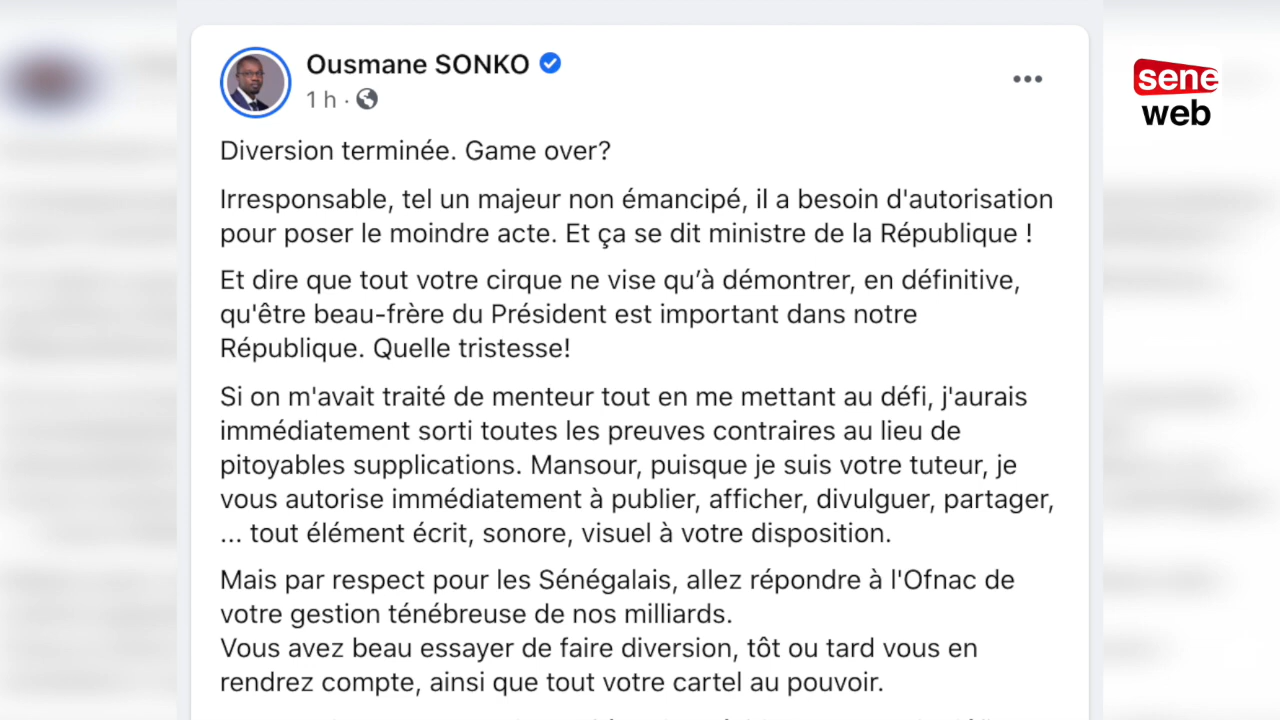 Ousmane SONKO
1 h ·
sene
web
Diversion terminée. Game over?
Irresponsable, tel un majeur non émancipé, il a besoin d'autorisation
pour poser le moindre acte. Et ça se dit ministre de la République !
Et dire que tout votre cirque ne vise qu’à démontrer, en définitive,
qu'être beau-frère du Président est important dans notre
République. Quelle tristesse!
Si on m'avait traité de menteur tout en me mettant au défi, j'aurais
immédiatement sorti toutes les preuves contraires au lieu de
pitoyables supplications. Mansour, puisque je suis votre tuteur, je
vous autorise immédiatement à publier, afficher, divulguer, partager,
... tout élément écrit, sonore, visuel à votre disposition.
Mais par respect pour les Sénégalais, allez répondre à l'Ofnac de
votre gestion ténébreuse de nos milliards.
Vous avez beau essayer de faire diversion, tôt ou tard vous en
rendrez compte, ainsi que tout votre cartel au pouvoir.